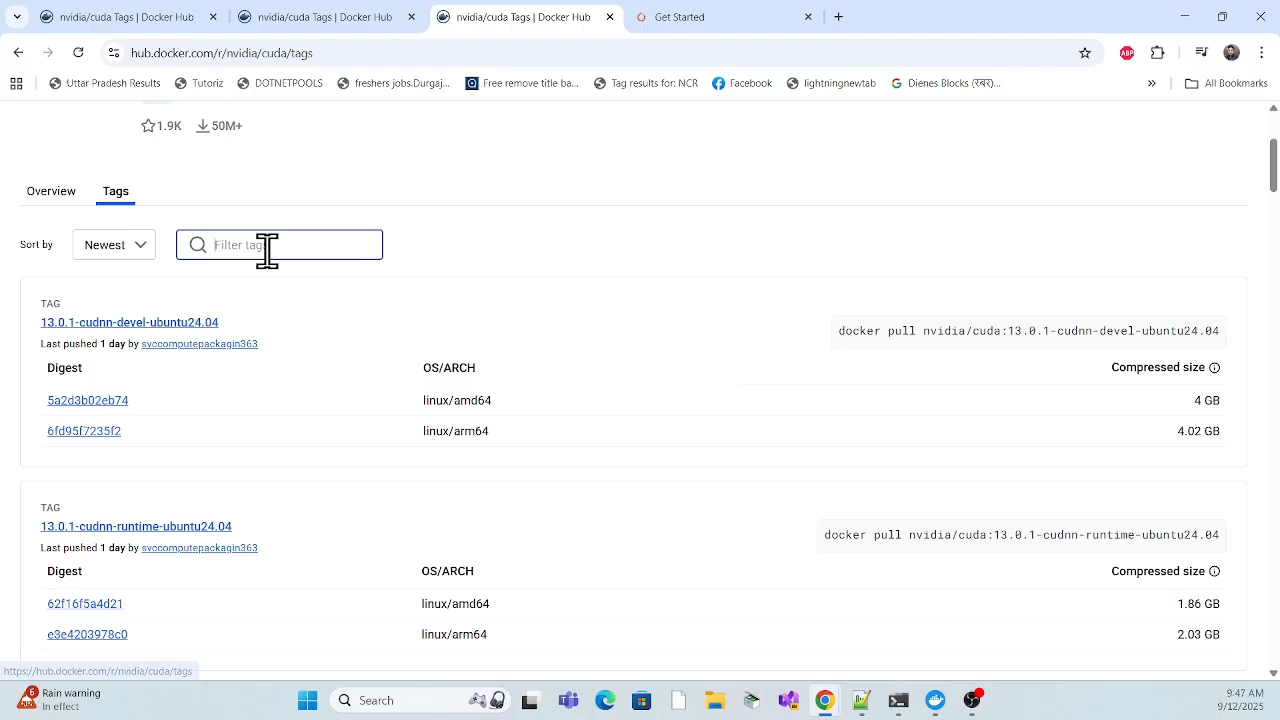 nvidia/cuda Tags | Docker Hub
nvidia/cuda Tags | Docker Hub
nvidia/cuda Tags | Docker Hub
Get Started
hub.docker.com/r/nvidia/cuda/tags
ABP
Uttar Pradesh Results
Tutoriz
DOTNETPOOLS
freshers jobs.Durgaj...
Free remove title ba...
Tag results for: NCR
Facebook
lightningnewtab
Dienes Blocks (स्वर)...
All Bookmarks
1.9K
50M+
Overview
Tags
Sort by
Newest
Filter tags
TAG
13.0.1-cudnn-devel-ubuntu24.04
docker pull nvidia/cuda:13.0.1-cudnn-devel-ubuntu24.04
Last pushed 1 day by svccomputepackagin363
Digest
OS/ARCH
Compressed size
5a2d3b02eb74
linux/amd64
4 GB
6fd95f7235f2
linux/arm64
4.02 GB
TAG
13.0.1-cudnn-runtime-ubuntu24.04
docker pull nvidia/cuda:13.0.1-cudnn-runtime-ubuntu24.04
Last pushed 1 day by svccomputepackagin363
Digest
OS/ARCH
Compressed size
62f16f5a4d21
linux/amd64
1.86 GB
e3e4203978c0
linux/arm64
2.03 GB
https://hub.docker.com/r/nvidia/cuda/tags
6
Rain warning
In effect
Search
9:47 AM
9/12/2025